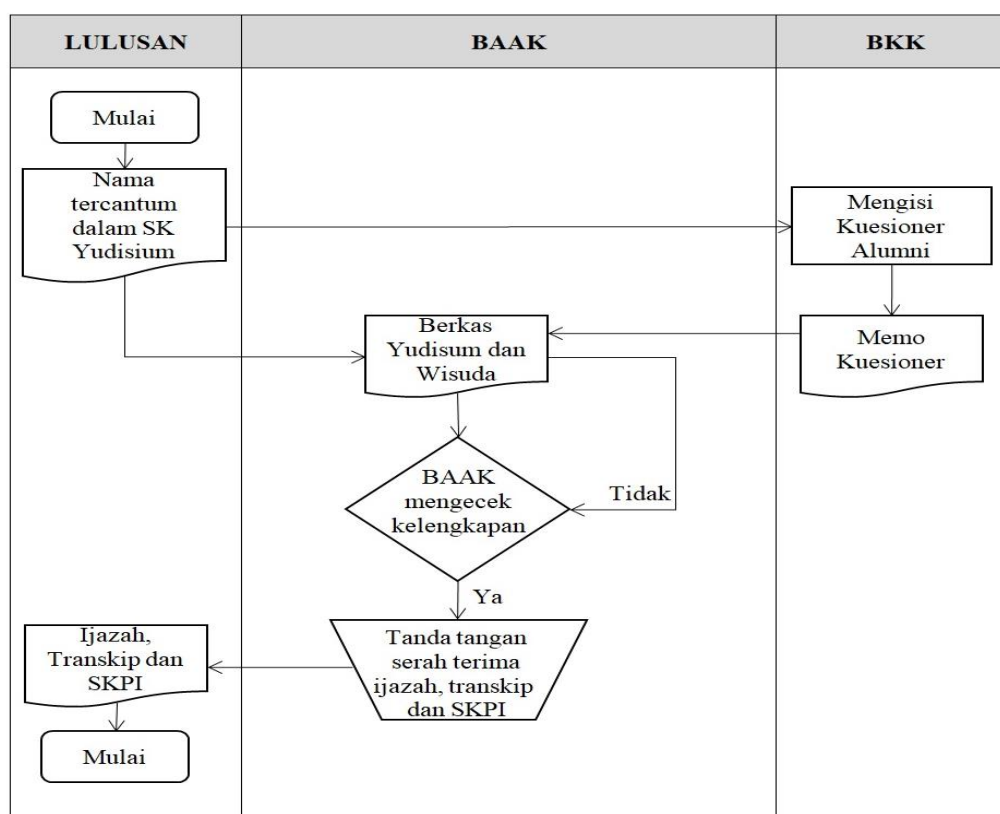 LULUSAN
BAAK
BKK
Mulai
Nama
tercantum
dalam SK
Yudisium
Mengisi
Kuesioner
Alumni
Berkas
Yudisum dan
Wisuda
Memo
Kuesioner
BAAK
mengecek
kelengkapan
Tidak
Ya
Tanda tangan
serah terima
ijazah, transkip
dan SKPI
Ijazah,
Transkip dan
SKPI
Mulai